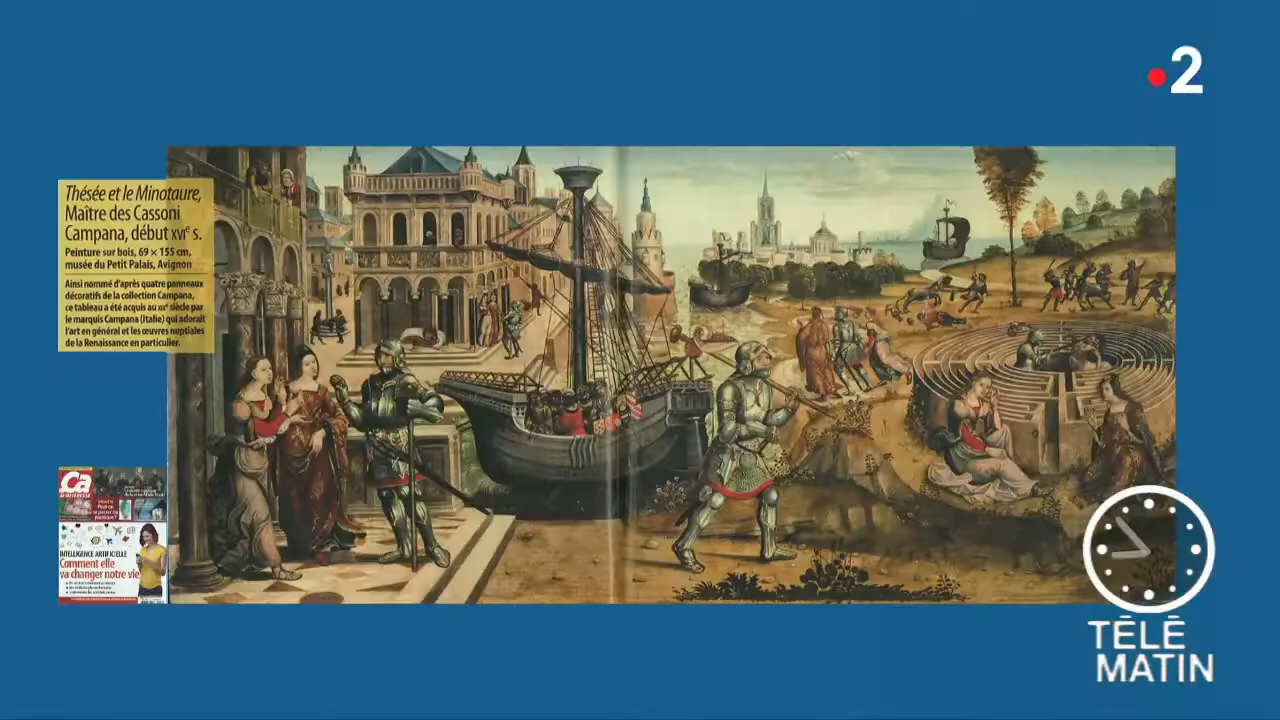 2
Thésée et le Minotaure,
Maître des Cassoni
Campana, début XVIe s.
Peinture sur bois, 69 × 155 cm,
musée du Petit Palais, Avignon
Ainsi nommé d'après quatre panneaux
décoratifs de la collection Campana,
ce tableau a été acquis au XIXe siècle par
le marquis Campana (Italie) qui adorait
l'art en général et les œuvres nuptiales
de la Renaissance en particulier.
Ça
M'INTÉRESSE
INTELLIGENCE ARTIFICIELLE
Comment elle
va changer notre vie
TÉLÉ
MATIN